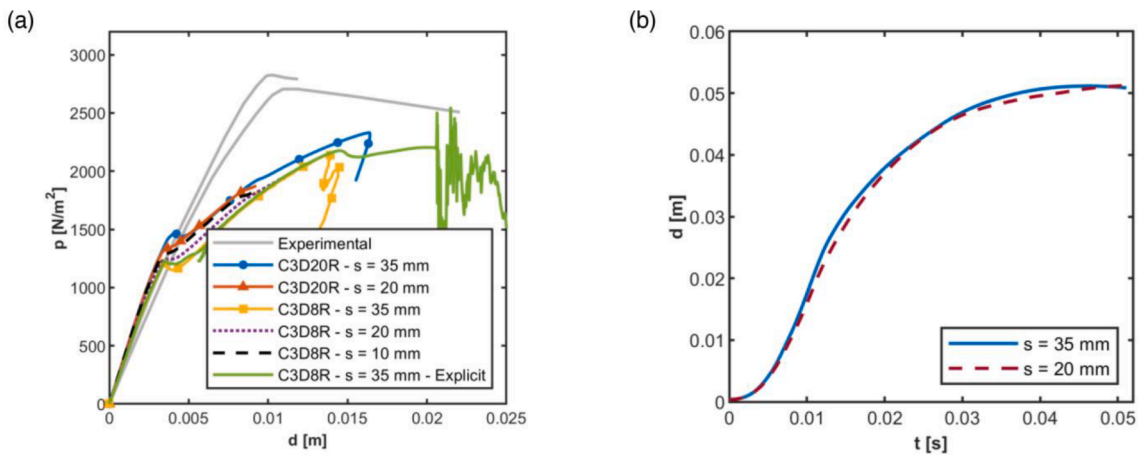 (a)
3000
2500
2000
1500
1000
500
0
p [N/m²]
0
0.005
0.01
0.015
0.02
0.025
d [m]
Experimental
C3D20R - s = 35 mm
C3D20R - s = 20 mm
C3D8R - s = 35 mm
C3D8R - s = 20 mm
C3D8R - s = 10 mm
C3D8R - s = 35 mm - Explicit
(b)
0.06
0.05
0.04
0.03
0.02
0.01
0
d [m]
0
0.01
0.02
0.03
0.04
0.05
t [s]
s = 35 mm
s = 20 mm